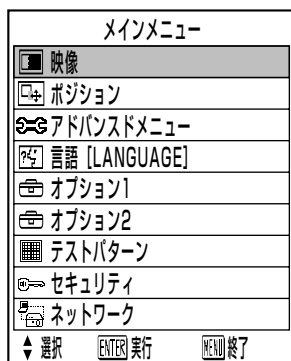 メインメニュー
映像
ポジション
アドバンスドメニュー
言語 [LANGUAGE]
オプション1
オプション2
テストパターン
セキュリティ
ネットワーク
選択 ENTER 実行 MENU 終了